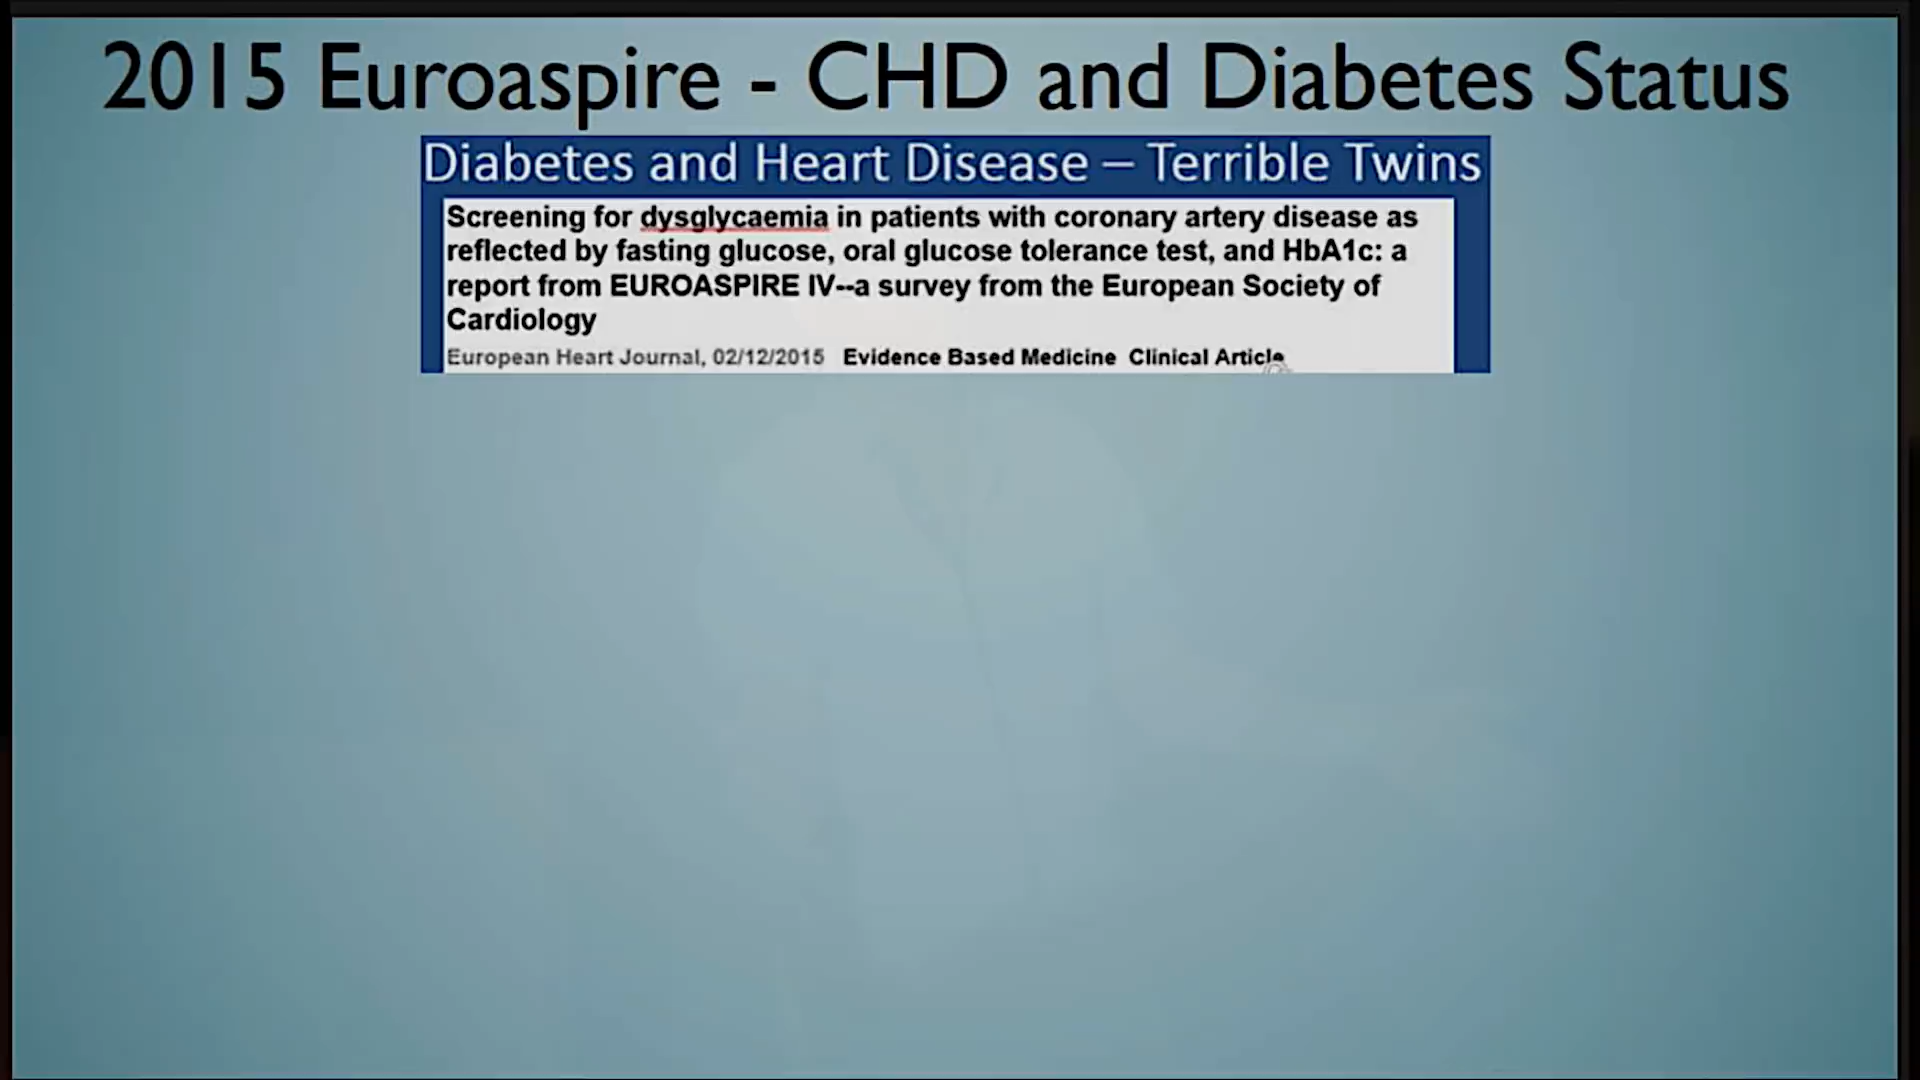 2015 Euroaspire - CHD and Diabetes Status
Diabetes and Heart Disease – Terrible Twins
Screening for dysglycaemia in patients with coronary artery disease as
reflected by fasting glucose, oral glucose tolerance test, and HbA1c: a
report from EUROASPIRE IV--a survey from the European Society of
Cardiology
European Heart Journal, 02/12/2015 Evidence Based Medicine Clinical Article